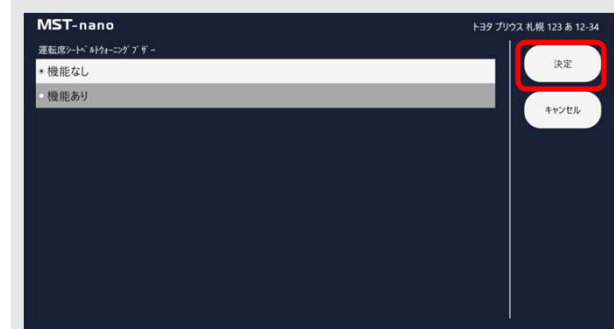 MST-nano
トヨタ プリウス 札幌 123 あ 12-34
運転席シートベルトウォーニングブザー
機能なし
機能あり
決定
キャンセル